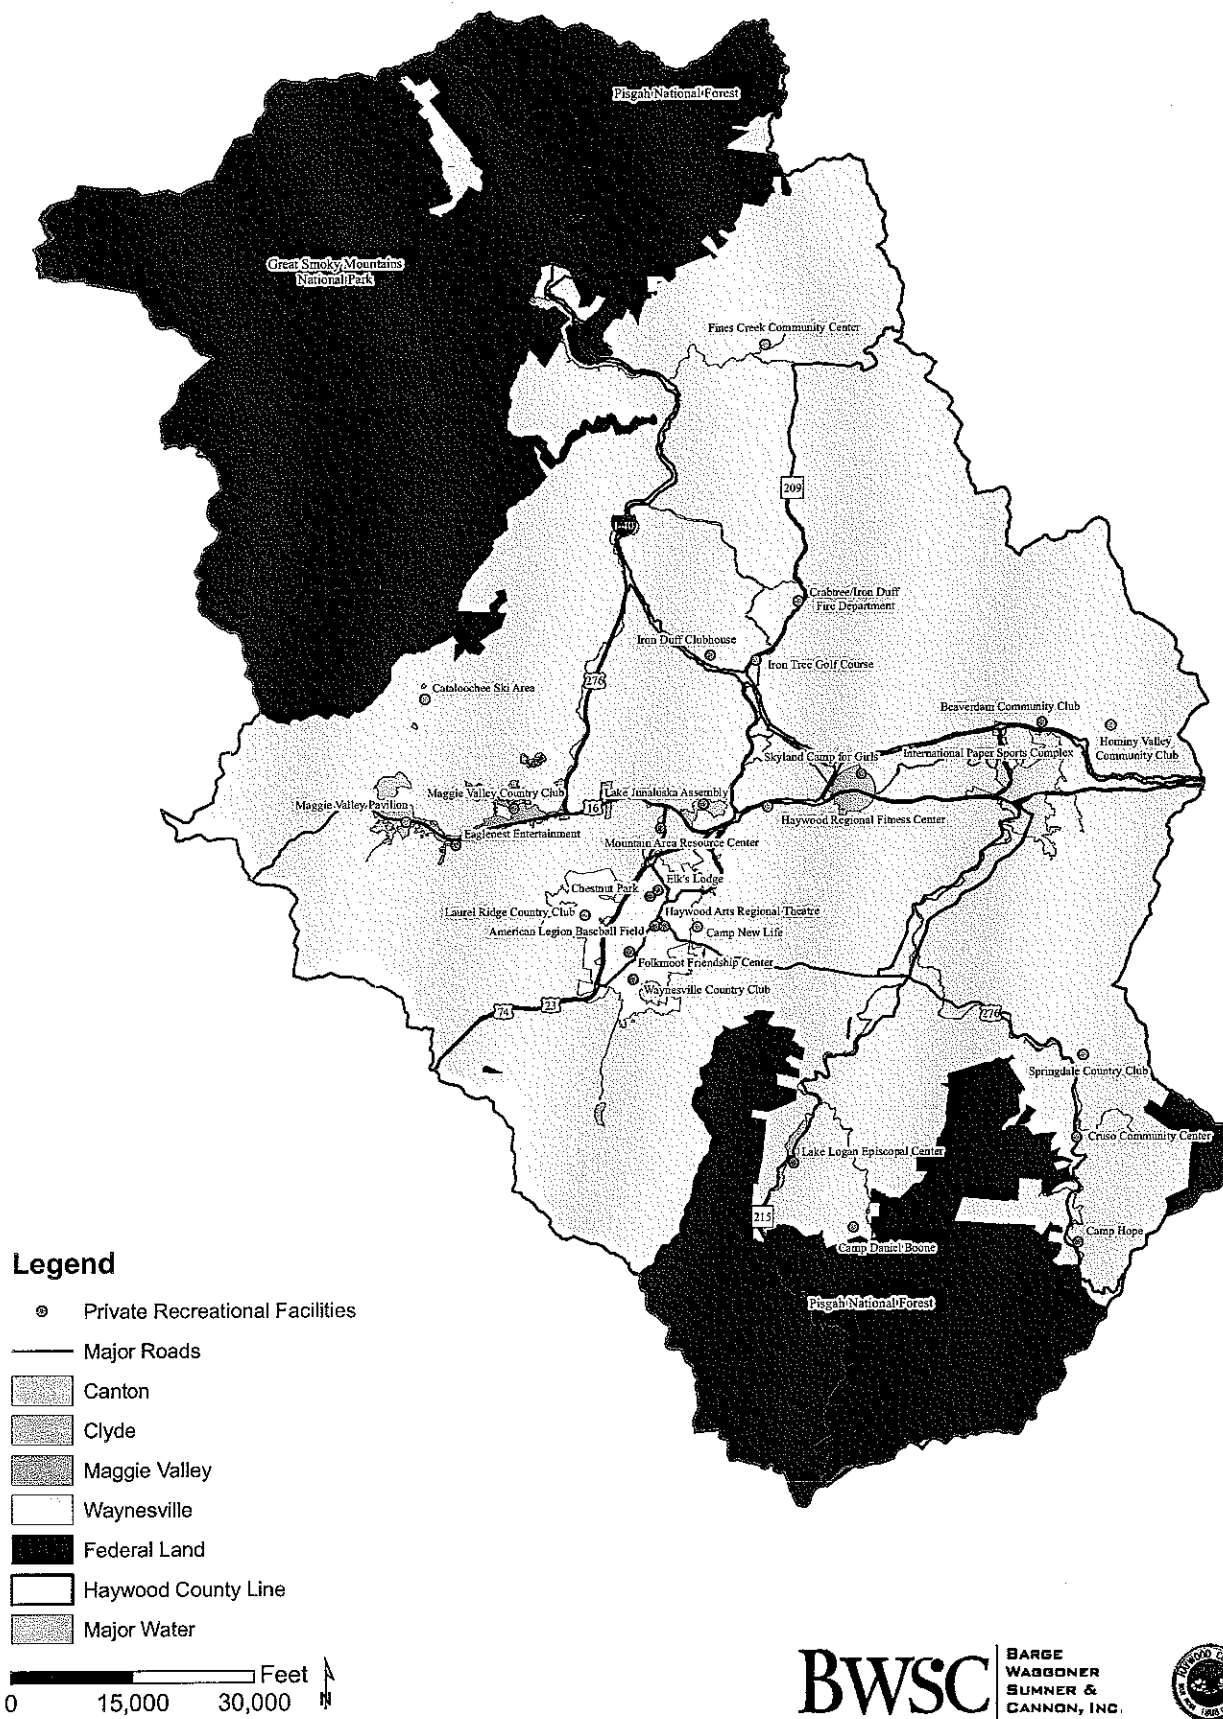 Pisgah National Forest
Great Smoky Mountains
National Park
Fines Creek Community Center
209
I-40
Crabtree/Iron Duff
Fire Department
Iron Duff Clubhouse
Iron Tree Golf Course
276
Cataloochee Ski Area
Beaverdam Community Club
Hominy Valley
Community Club
International Paper Sports Complex
Skyland Camp for Girls
Maggie Valley Country Club
Lake Junaluska Assembly
Maggie Valley Pavilion
16
Haywood Regional Fitness Center
Eaglenest Entertainment
Mountain Area Resource Center
Elk's Lodge
Chestnut Park
Laurel Ridge Country Club
Haywood Arts Regional Theatre
American Legion Baseball Field
Camp New Life
Folkmoot Friendship Center
Waynesville Country Club
74
23
276
Springdale Country Club
Cruso Community Center
Lake Logan Episcopal Center
215
Camp Hope
Camp Daniel Boone
Pisgah National Forest
Legend
Private Recreational Facilities
Major Roads
Canton
Clyde
Maggie Valley
Waynesville
Federal Land
Haywood County Line
Major Water
Feet
0 15,000 30,000
N
BWSC
BARGE
WAGGONER
SUMNER &
CANNON, INC.